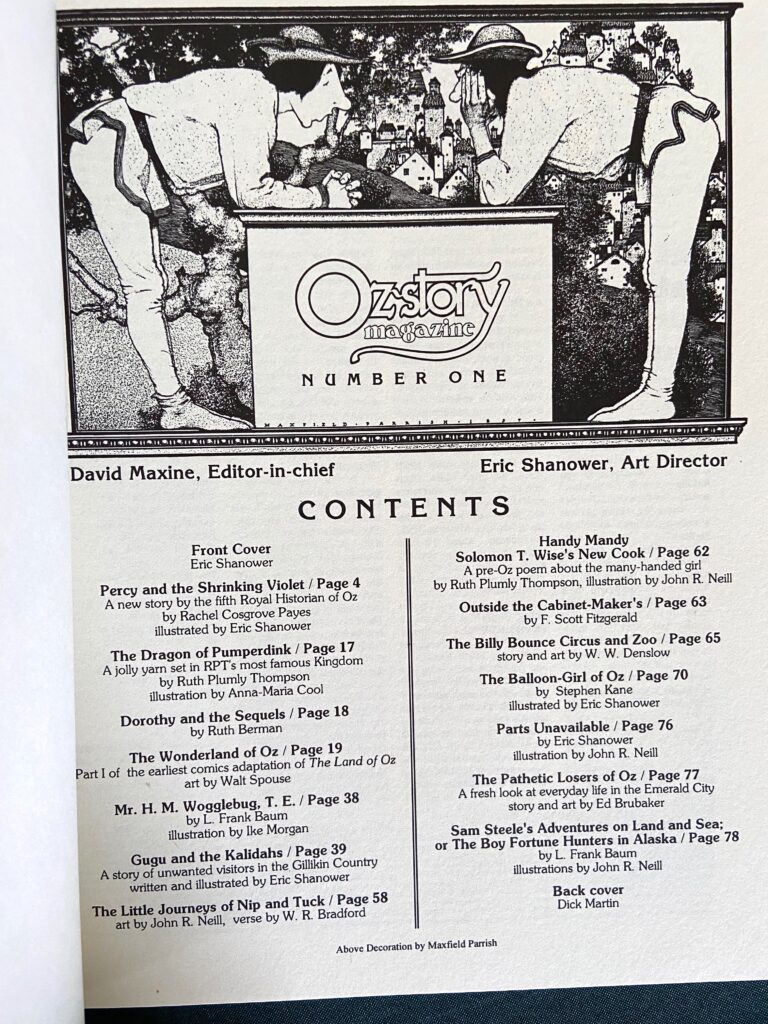 Oz-story
magazine
NUMBER ONE
MAXFIELD·PARRISH·
David Maxine, Editor-in-chief
Eric Shanower, Art Director
CONTENTS
Front Cover
Eric Shanower
Percy and the Shrinking Violet / Page 4
A new story by the fifth Royal Historian of Oz
by Rachel Cosgrove Payes
illustrated by Eric Shanower
The Dragon of Pumperdink / Page 17
A jolly yarn set in RPT's most famous Kingdom
by Ruth Plumly Thompson
illustration by Anna-Maria Cool
Dorothy and the Sequels / Page 18
by Ruth Berman
The Wonderland of Oz / Page 19
Part I of the earliest comics adaptation of The Land of Oz
art by Walt Spouse
Mr. H. M. Wogglebug, T. E. / Page 38
by L. Frank Baum
illustration by Ike Morgan
Gugu and the Kalidahs / Page 39
A story of unwanted visitors in the Gillikin Country
written and illustrated by Eric Shanower
The Little Journeys of Nip and Tuck / Page 58
art by John R. Neill, verse by W. R. Bradford
Handy Mandy
Solomon T. Wise's New Cook / Page 62
A pre-Oz poem about the many-handed girl
by Ruth Plumly Thompson, illustration by John R. Neill
Outside the Cabinet-Maker's / Page 63
by F. Scott Fitzgerald
The Billy Bounce Circus and Zoo / Page 65
story and art by W. W. Denslow
The Balloon-Girl of Oz / Page 70
by Stephen Kane
illustrated by Eric Shanower
Parts Unavailable / Page 76
by Eric Shanower
illustration by John R. Neill
The Pathetic Losers of Oz / Page 77
A fresh look at everyday life in the Emerald City
story and art by Ed Brubaker
Sam Steele's Adventures on Land and Sea;
or The Boy Fortune Hunters in Alaska / Page 78
by L. Frank Baum
illustrations by John R. Neill
Back cover
Dick Martin
Above Decoration by Maxfield Parrish